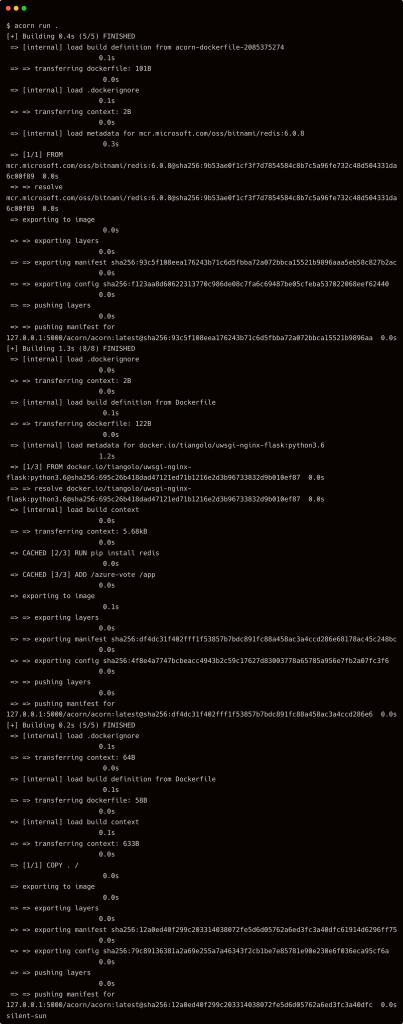 $ acorn run .
[+] Building 0.4s (5/5) FINISHED
=> [internal] load build definition from acorn-dockerfile-2085375274
0.1s
=> => transferring dockerfile: 101B
0.0s
=> [internal] load .dockerignore
0.1s
=> => transferring context: 2B
0.0s
=> [internal] load metadata for mcr.microsoft.com/oss/bitnami/redis:6.0.8
0.3s
=> [1/1] FROM
mcr.microsoft.com/oss/bitnami/redis:6.0.8@sha256:9b53ae0f1cf3f7d7854584c8b7c5a96fe732c48d504331da
6c00f89  0.0s
=> => resolve
mcr.microsoft.com/oss/bitnami/redis:6.0.8@sha256:9b53ae0f1cf3f7d7854584c8b7c5a96fe732c48d504331da
6c00f89  0.0s
=> exporting to image
0.0s
=> => exporting layers
0.0s
=> => exporting manifest sha256:93c5f108eea176243b71c6d5fbba72a072bbca15521b9896aaa5eb58c827b2ac
0.0s
=> => exporting config sha256:f123aa8d60622313770c986de08c7fa6c69487be05cfeba537022068eef62440
0.0s
=> => pushing layers
0.0s
=> => pushing manifest for
127.0.0.1:5000/acorn/acorn:latest@sha256:93c5f108eea176243b71c6d5fbba72a072bbca15521b9896aa  0.0s
[+] Building 1.3s (8/8) FINISHED
=> [internal] load .dockerignore
0.0s
=> => transferring context: 2B
0.0s
=> [internal] load build definition from Dockerfile
0.1s
=> => transferring dockerfile: 122B
0.0s
=> [internal] load metadata for docker.io/tiangolo/uwsgi-nginx-flask:python3.6
1.2s
=> [1/3] FROM docker.io/tiangolo/uwsgi-nginx-
flask:python3.6@sha256:695c26b418dad47121ed71b1216e2d3b96733832d9b010ef87  0.0s
=> => resolve docker.io/tiangolo/uwsgi-nginx-
flask:python3.6@sha256:695c26b418dad47121ed71b1216e2d3b96733832d9b010ef87  0.0s
=> [internal] load build context
0.0s
=> => transferring context: 5.68kB
0.0s
=> CACHED [2/3] RUN pip install redis
0.0s
=> CACHED [3/3] ADD /azure-vote /app
0.0s
=> exporting to image
0.1s
=> => exporting layers
0.0s
=> => exporting manifest sha256:df4dc31f402fff1f53857b7bdc891fc88a458ac3a4ccd286e68178ac45c248bc
0.0s
=> => exporting config sha256:4f8e4a7747bcbeacc4943b2c59c17627d83003778a65785a956e7fb2a07fc3f6
0.0s
=> => pushing layers
0.0s
=> => pushing manifest for
127.0.0.1:5000/acorn/acorn:latest@sha256:df4dc31f402fff1f53857b7bdc891fc88a458ac3a4ccd286e6  0.0s
[+] Building 0.2s (5/5) FINISHED
=> [internal] load .dockerignore
0.1s
=> => transferring context: 64B
0.0s
=> [internal] load build definition from Dockerfile
0.1s
=> => transferring dockerfile: 58B
0.0s
=> [internal] load build context
0.1s
=> => transferring context: 633B
0.0s
=> [1/1] COPY . /
0.0s
=> exporting to image
0.0s
=> => exporting layers
0.0s
=> => exporting manifest sha256:12a0ed40f299c203314038072fe5d6d05762a6ed3fc3a40dfc61914d6296ff75
0.0s
=> => exporting config sha256:79c89136381a2a69e255a7a46343f2cb1be7e85781e90e230e6f036eca95cf6a
0.0s
=> => pushing layers
0.0s
=> => pushing manifest for
127.0.0.1:5000/acorn/acorn:latest@sha256:12a0ed40f299c203314038072fe5d6d05762a6ed3fc3a40dfc  0.0s
silent-sun